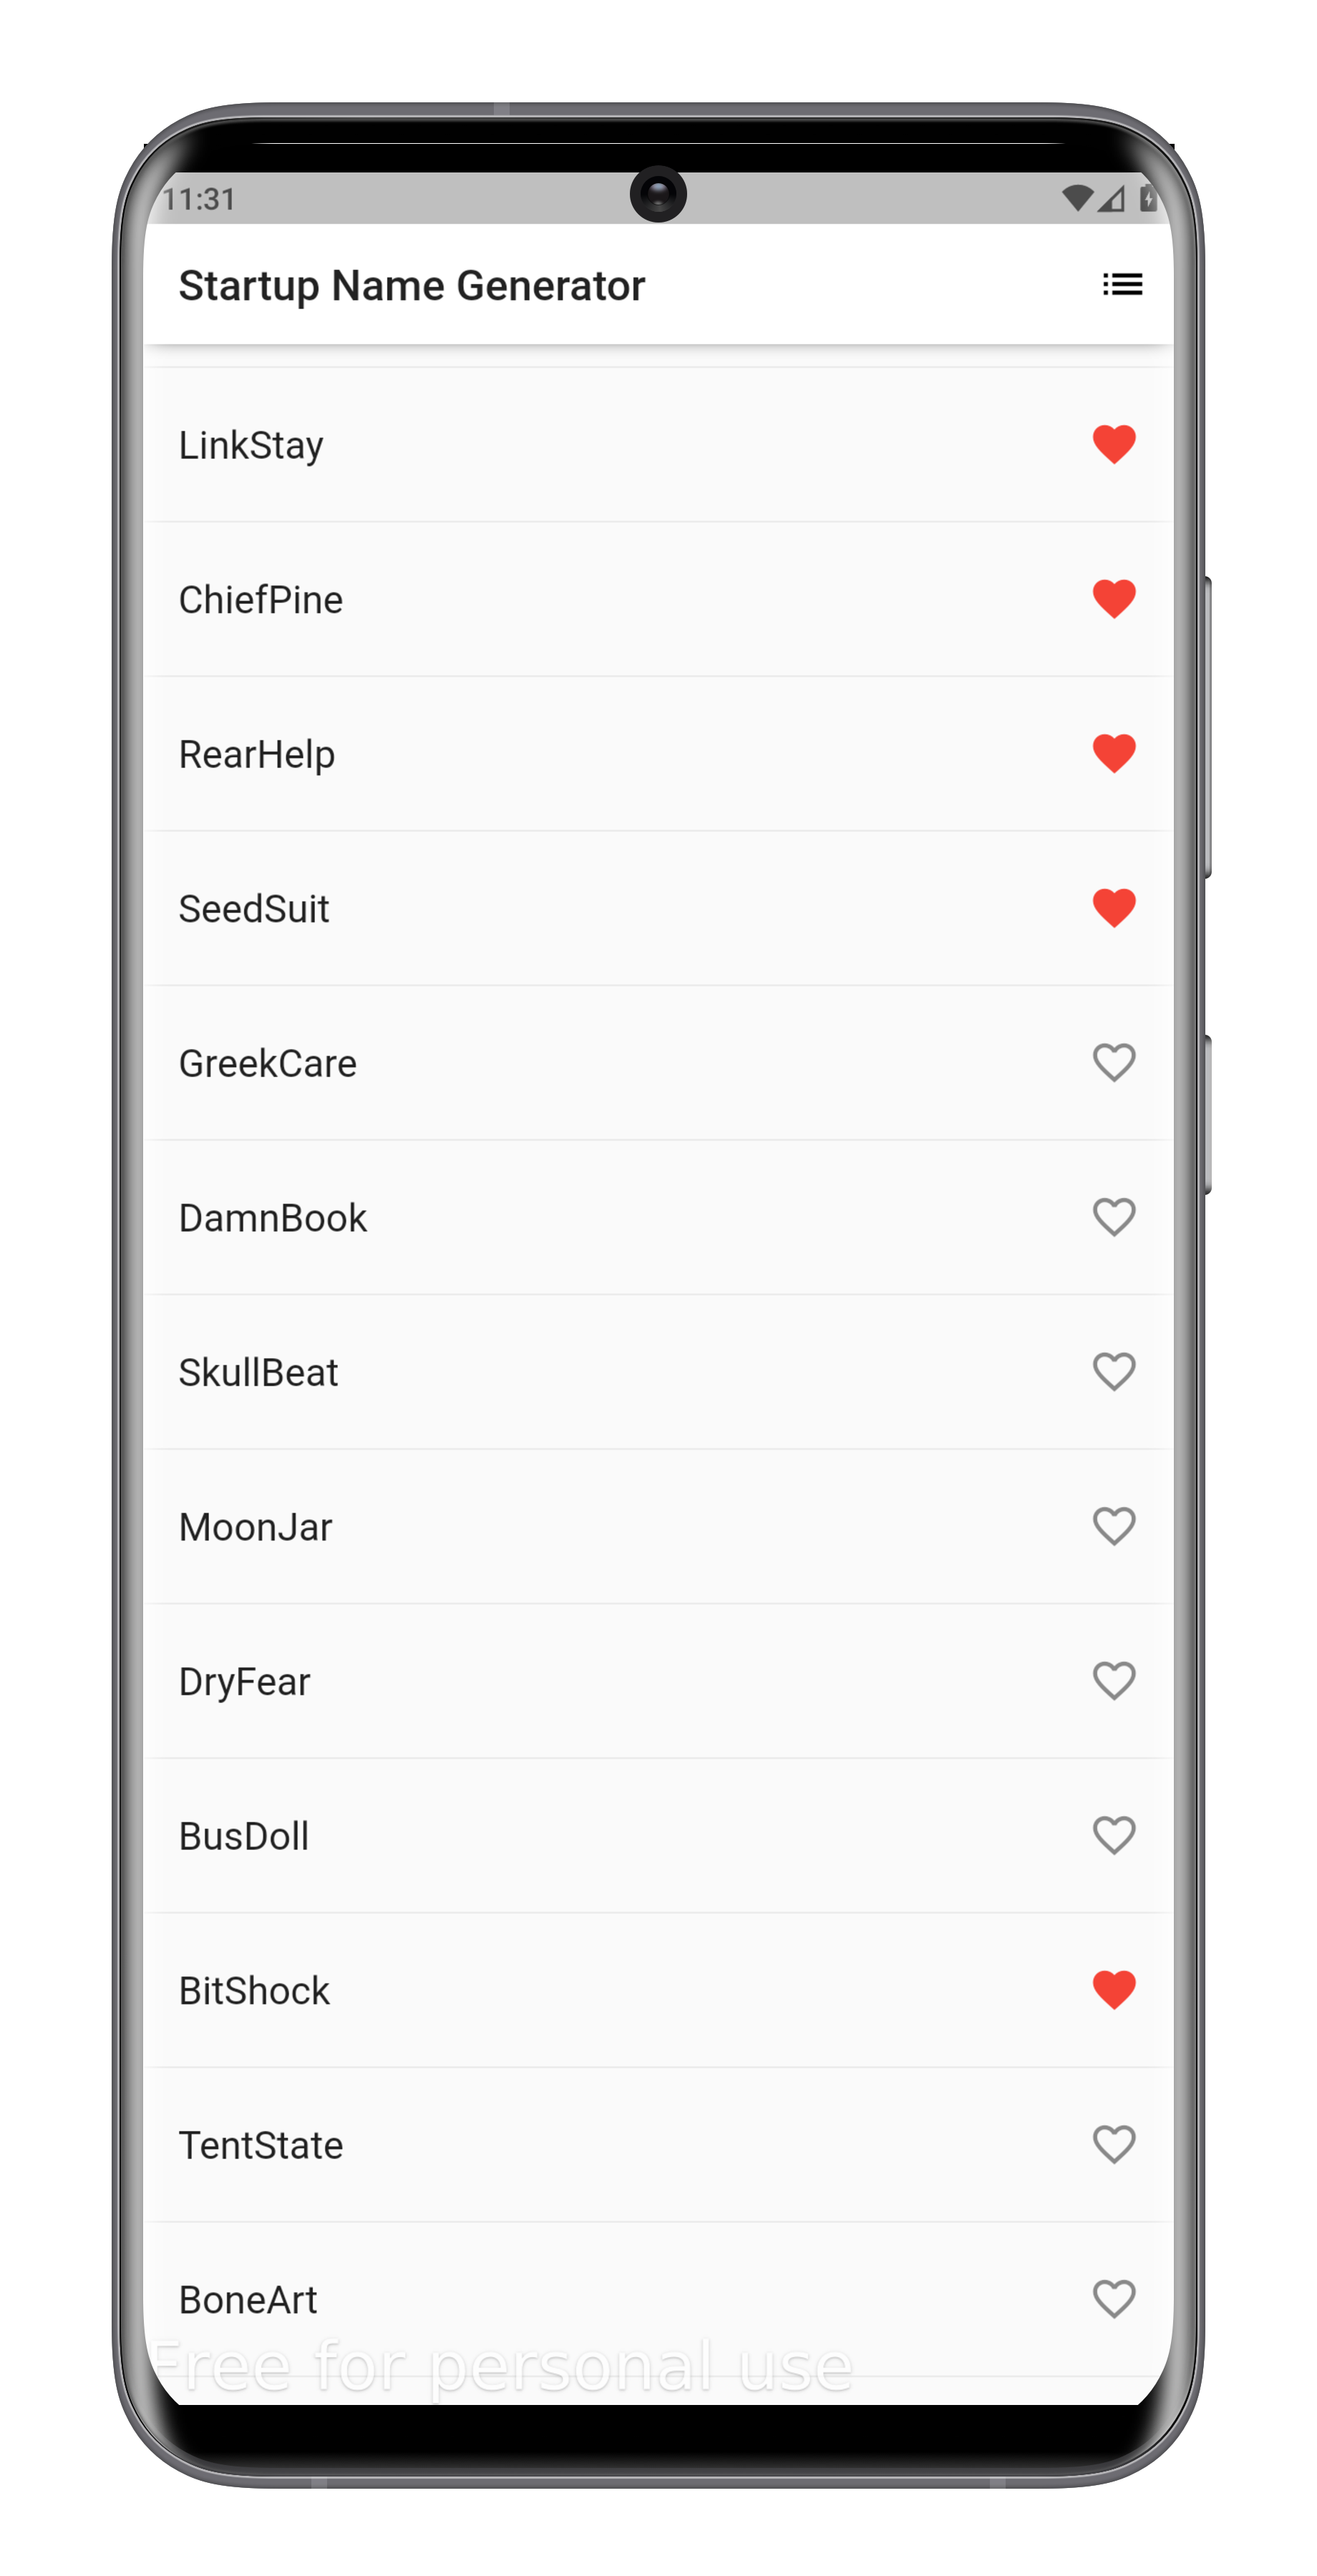 11:31
Startup Name Generator
LinkStay
ChiefPine
RearHelp
SeedSuit
GreekCare
DamnBook
SkullBeat
MoonJar
DryFear
BusDoll
BitShock
TentState
BoneArt
Free for personal use